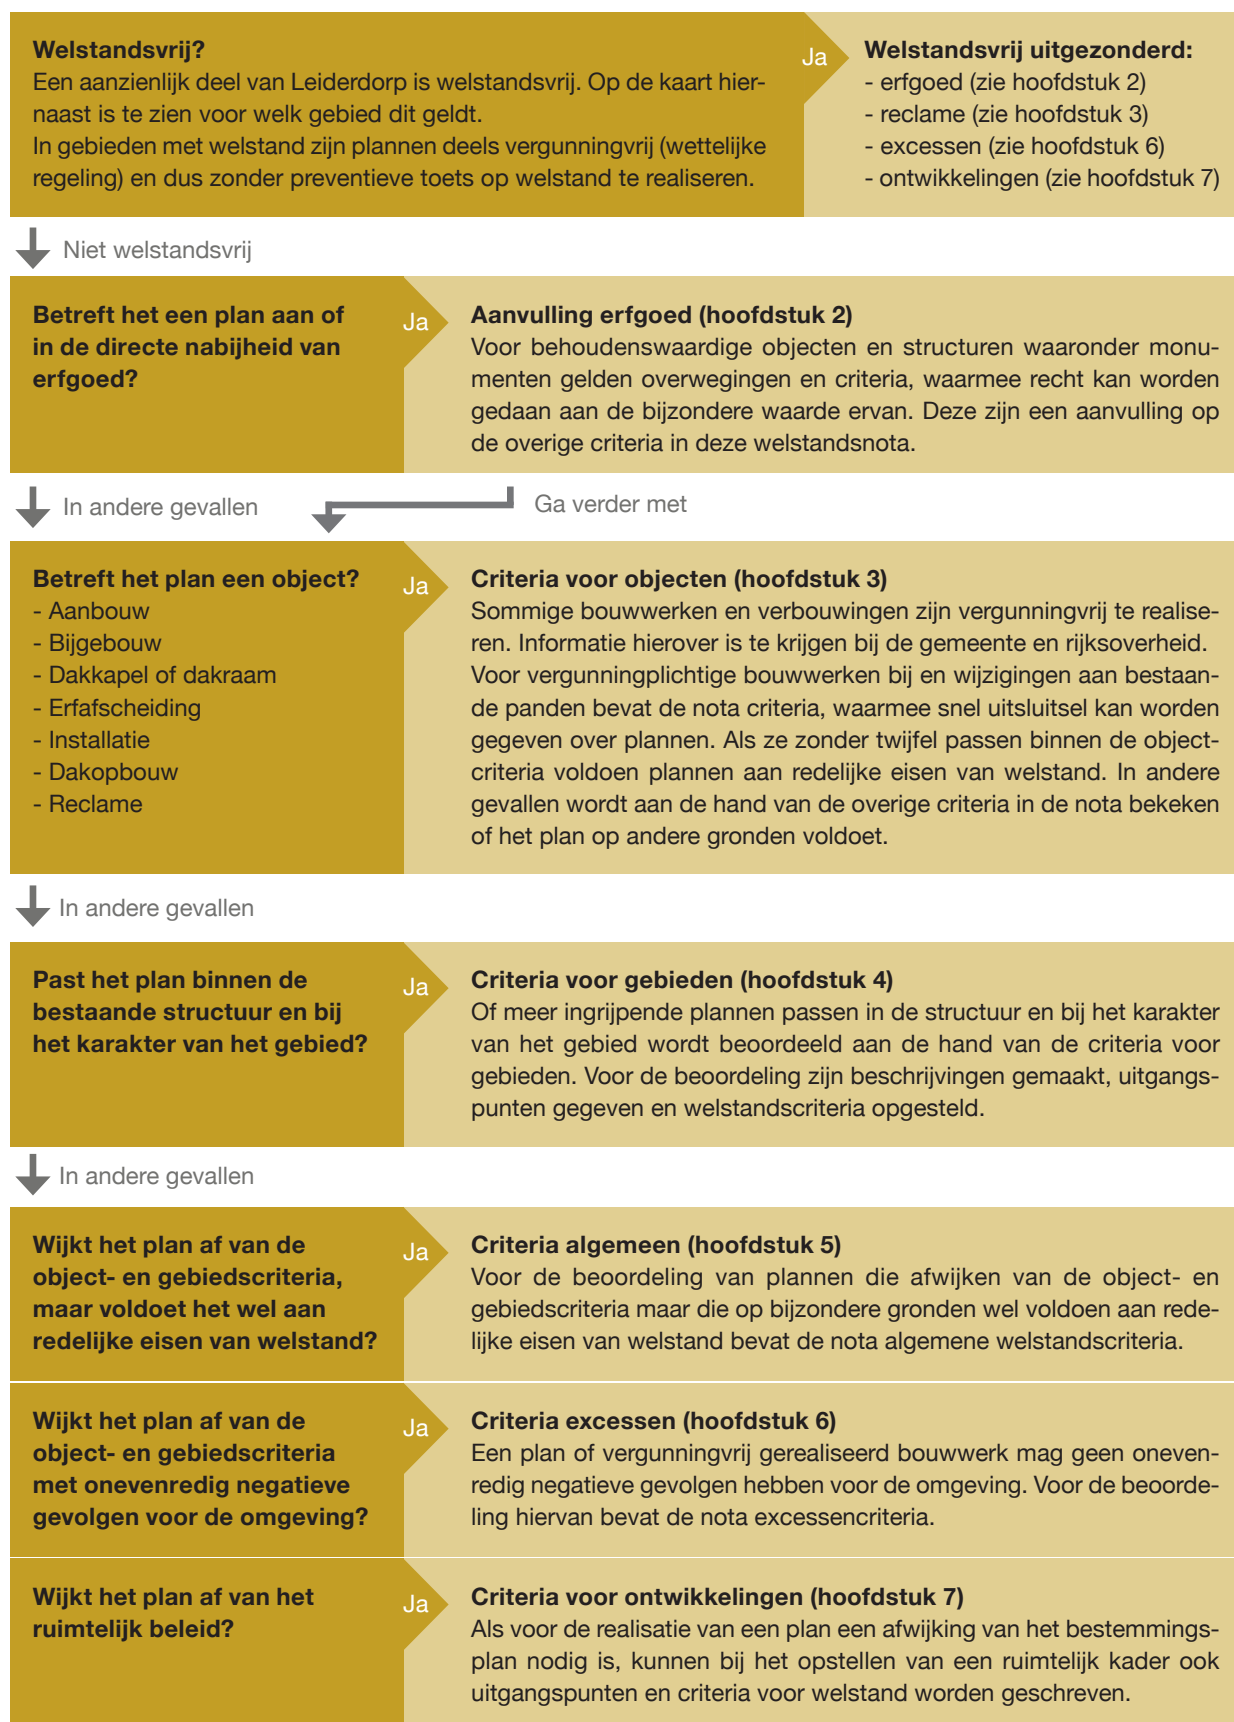 Welstandsvrij?
Een aanzienlijk deel van Leiderdorp is welstandsvrij. Op de kaart hier-
naast is te zien voor welk gebied dit geldt.
In gebieden met welstand zijn plannen deels vergunningvrij (wettelijke
regeling) en dus zonder preventieve toets op welstand te realiseren.
Ja
Welstandsvrij uitgezonderd:
- erfgoed (zie hoofdstuk 2)
- reclame (zie hoofdstuk 3)
- excessen (zie hoofdstuk 6)
- ontwikkelingen (zie hoofdstuk 7)
Niet welstandsvrij
Betreft het een plan aan of
in de directe nabijheid van
erfgoed?
Ja
Aanvulling erfgoed (hoofdstuk 2)
Voor behoudenswaardige objecten en structuren waaronder monu-
menten gelden overwegingen en criteria, waarmee recht kan worden
gedaan aan de bijzondere waarde ervan. Deze zijn een aanvulling op
de overige criteria in deze welstandsnota.
In andere gevallen
Ga verder met
Betreft het plan een object?
- Aanbouw
- Bijgebouw
- Dakkapel of dakraam
- Erfafscheiding
- Installatie
- Dakopbouw
- Reclame
Ja
Criteria voor objecten (hoofdstuk 3)
Sommige bouwwerken en verbouwingen zijn vergunningvrij te realise-
ren. Informatie hierover is te krijgen bij de gemeente en rijksoverheid.
Voor vergunningplichtige bouwwerken bij en wijzigingen aan bestaan-
de panden bevat de nota criteria, waarmee snel uitsluitsel kan worden
gegeven over plannen. Als ze zonder twijfel passen binnen de object-
criteria voldoen plannen aan redelijke eisen van welstand. In andere
gevallen wordt aan de hand van de overige criteria in de nota bekeken
of het plan op andere gronden voldoet.
In andere gevallen
Past het plan binnen de
bestaande structuur en bij
het karakter van het gebied?
Ja
Criteria voor gebieden (hoofdstuk 4)
Of meer ingrijpende plannen passen in de structuur en bij het karakter
van het gebied wordt beoordeeld aan de hand van de criteria voor
gebieden. Voor de beoordeling zijn beschrijvingen gemaakt, uitgangs-
punten gegeven en welstandscriteria opgesteld.
In andere gevallen
Wijkt het plan af van de
object- en gebiedscriteria,
maar voldoet het wel aan
redelijke eisen van welstand?
Ja
Criteria algemeen (hoofdstuk 5)
Voor de beoordeling van plannen die afwijken van de object- en
gebiedscriteria maar die op bijzondere gronden wel voldoen aan rede-
lijke eisen van welstand bevat de nota algemene welstandscriteria.
Wijkt het plan af van de
object- en gebiedscriteria
met onevenredig negatieve
gevolgen voor de omgeving?
Ja
Criteria excessen (hoofdstuk 6)
Een plan of vergunningvrij gerealiseerd bouwwerk mag geen oneven-
redig negatieve gevolgen hebben voor de omgeving. Voor de beoorde-
ling hiervan bevat de nota excessencriteria.
Wijkt het plan af van het
ruimtelijk beleid?
Ja
Criteria voor ontwikkelingen (hoofdstuk 7)
Als voor de realisatie van een plan een afwijking van het bestemmings-
plan nodig is, kunnen bij het opstellen van een ruimtelijk kader ook
uitgangspunten en criteria voor welstand worden geschreven.